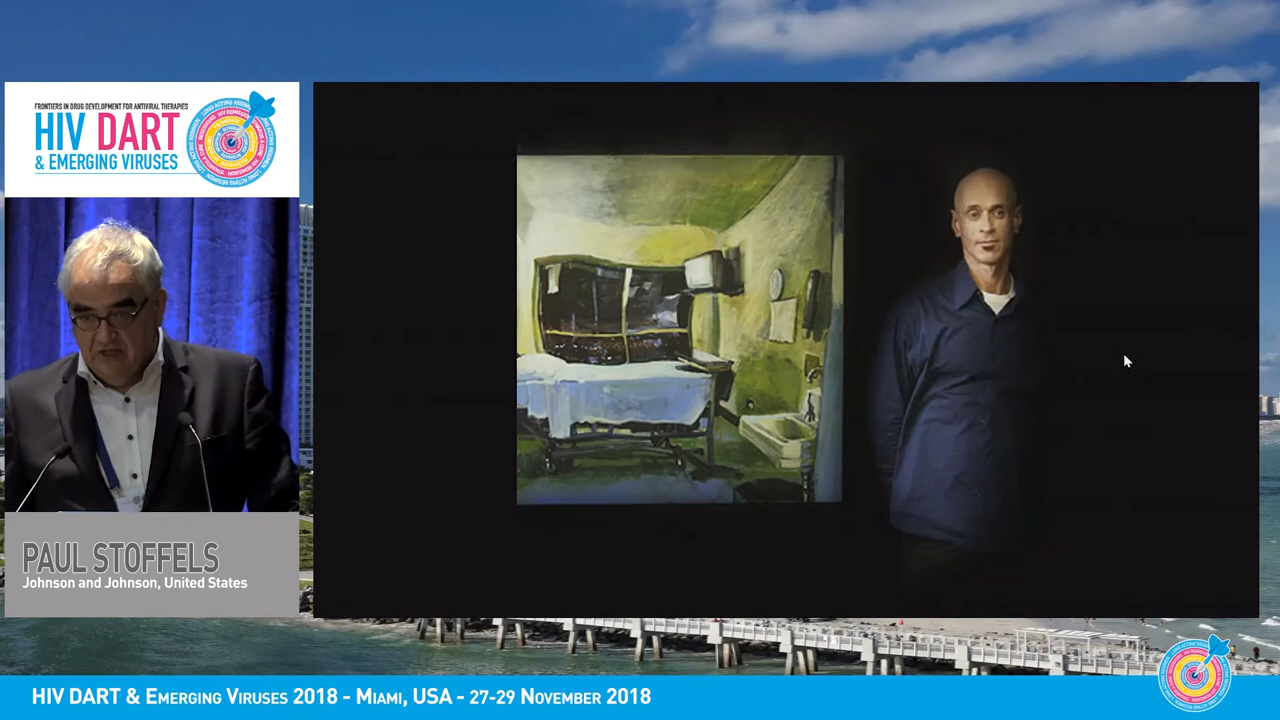 FRONTIERS IN DRUG DEVELOPMENT FOR ANTIVIRAL THERAPIES
HIV DART
& EMERGING VIRUSES
PAUL STOFFELS
Johnson and Johnson, United States
HIV DART & EMERGING VIRUSES 2018 - MIAMI, USA - 27-29 NOVEMBER 2018